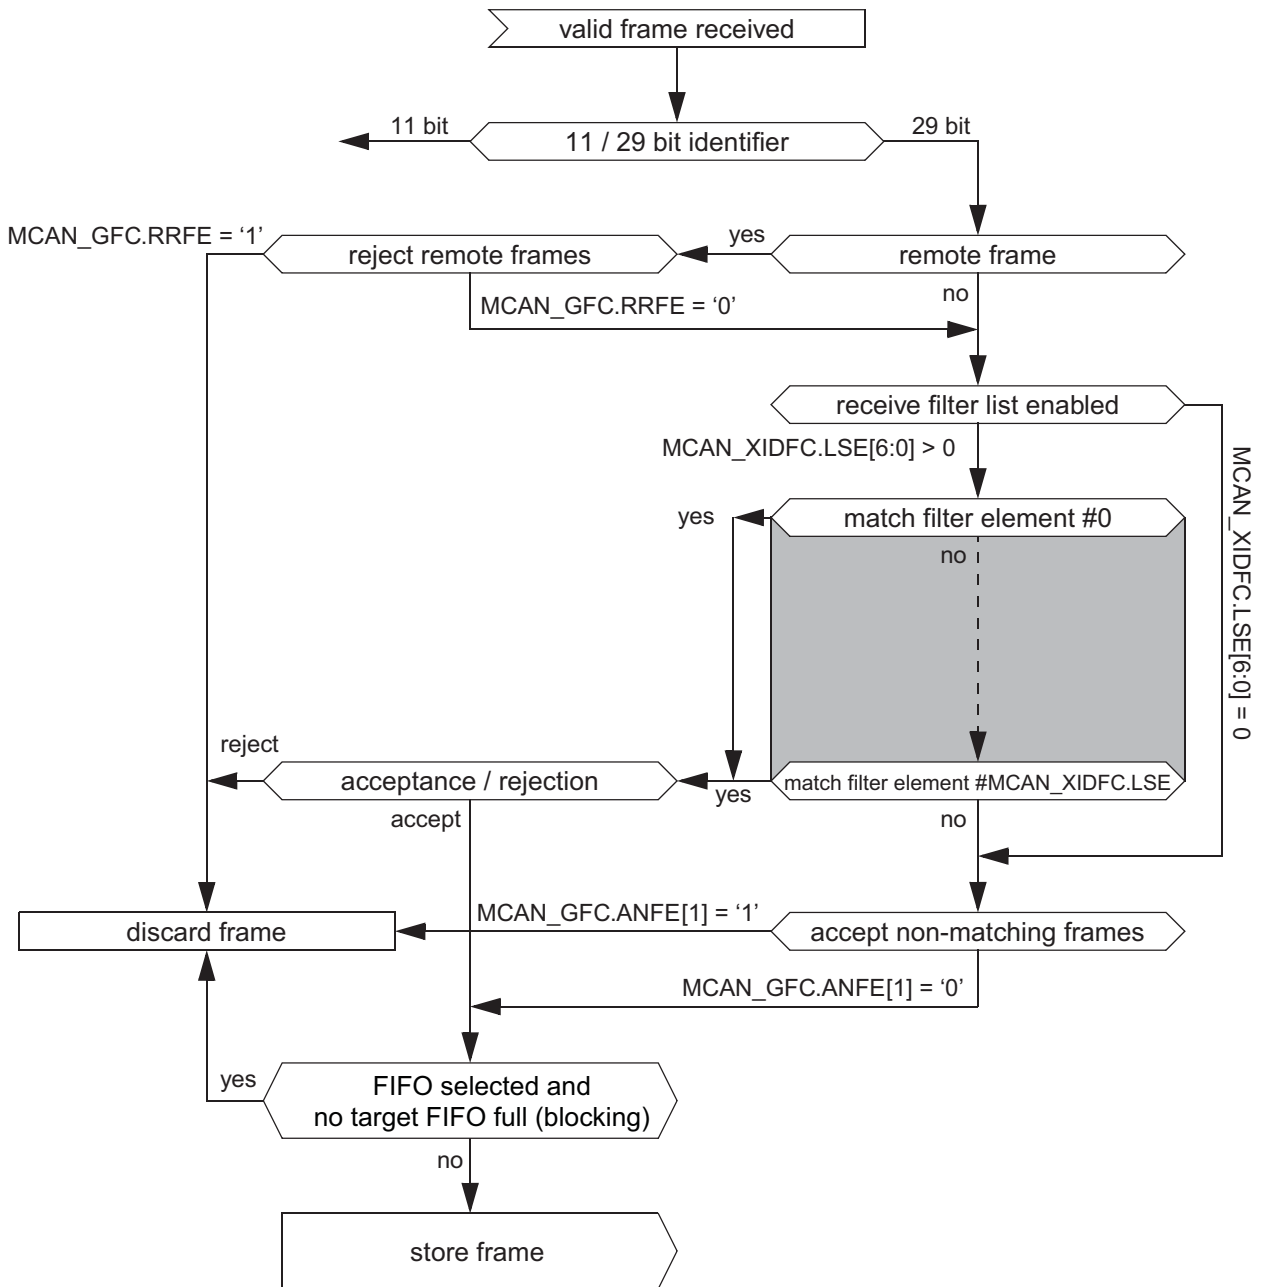 valid frame received
11 bit
11 / 29 bit identifier
29 bit
MCAN_GFC.RRFE = ‘1’
reject remote frames
yes
remote frame
MCAN_GFC.RRFE = ‘0’
no
receive filter list enabled
MCAN_XIDFC.LSE[6:0] > 0
MCAN_XIDFC.LSE[6:0] = 0
yes
match filter element #0
no
reject
acceptance / rejection
yes
match filter element #MCAN_XIDFC.LSE
accept
no
discard frame
MCAN_GFC.ANFE[1] = ‘1’
accept non-matching frames
MCAN_GFC.ANFE[1] = ‘0’
yes
FIFO selected and
no target FIFO full (blocking)
no
store frame